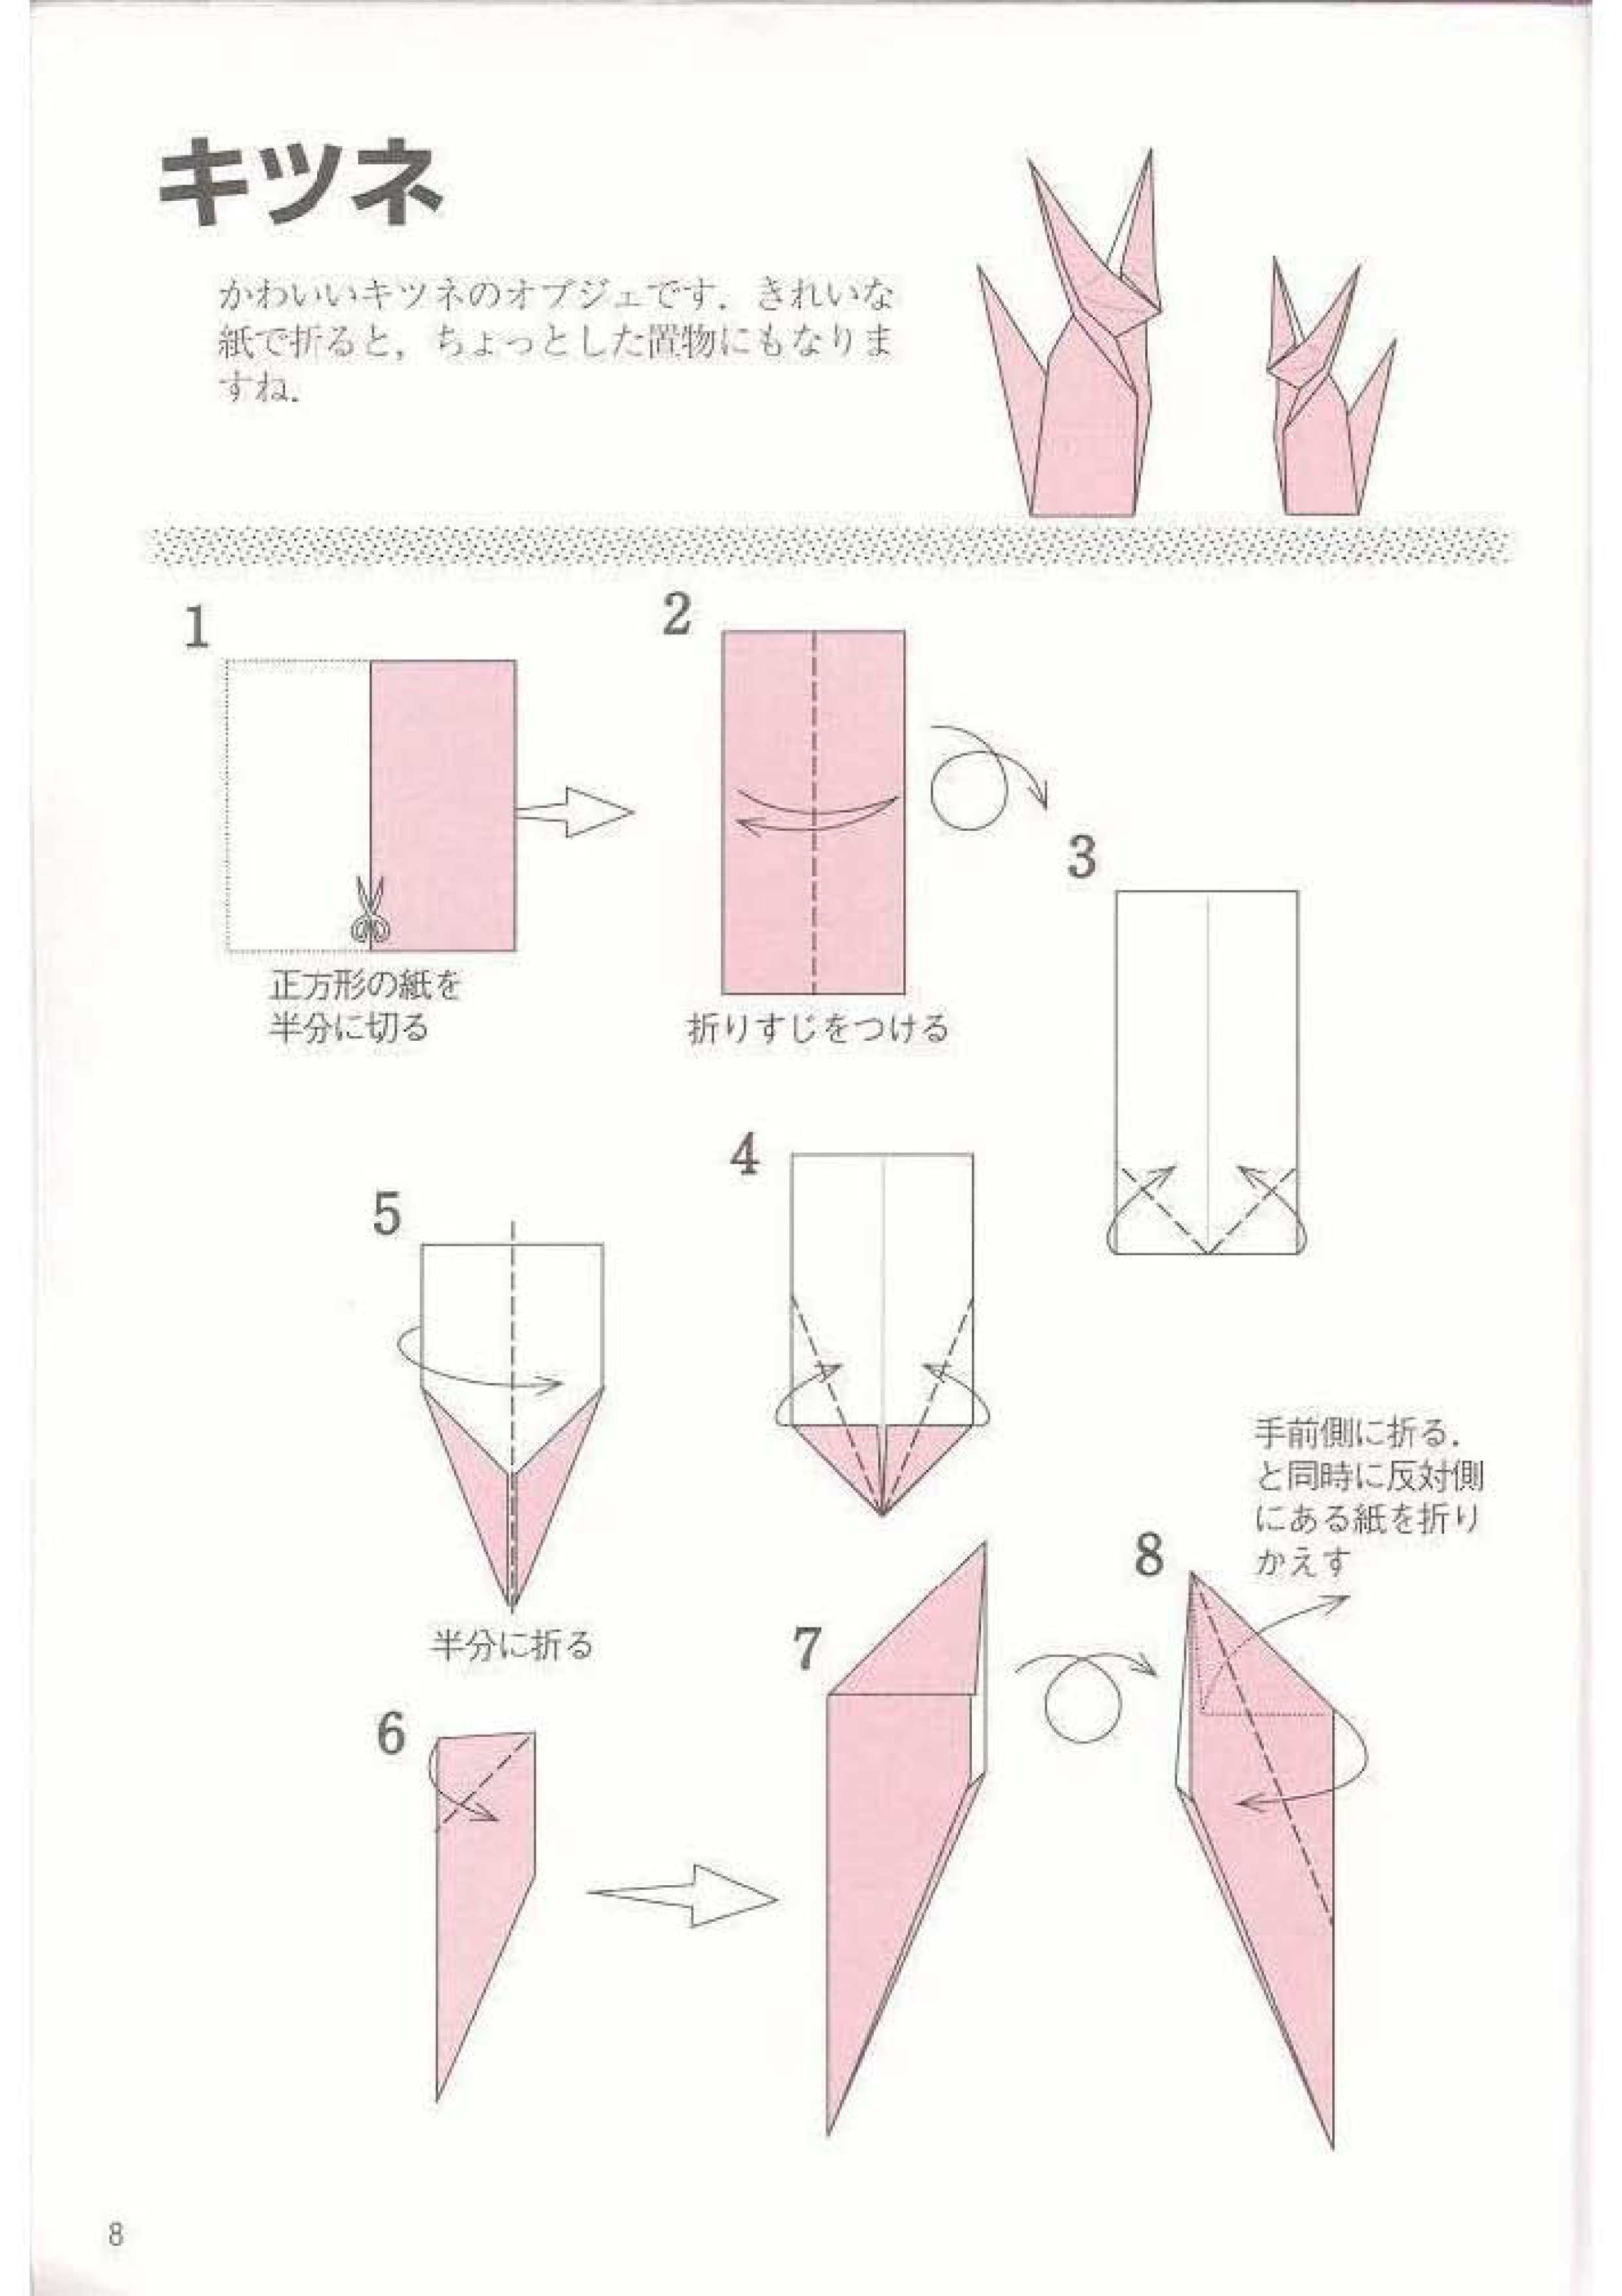 キツネ
かわいいキツネのオブジェです．きれいな
紙で折ると，ちょっとした置物にもなりま
すね．
1
正方形の紙を
半分に切る
2
折りすじをつける
3
4
5
半分に折る
6
7
8
手前側に折る．
と同時に反対側
にある紙を折り
かえす
8